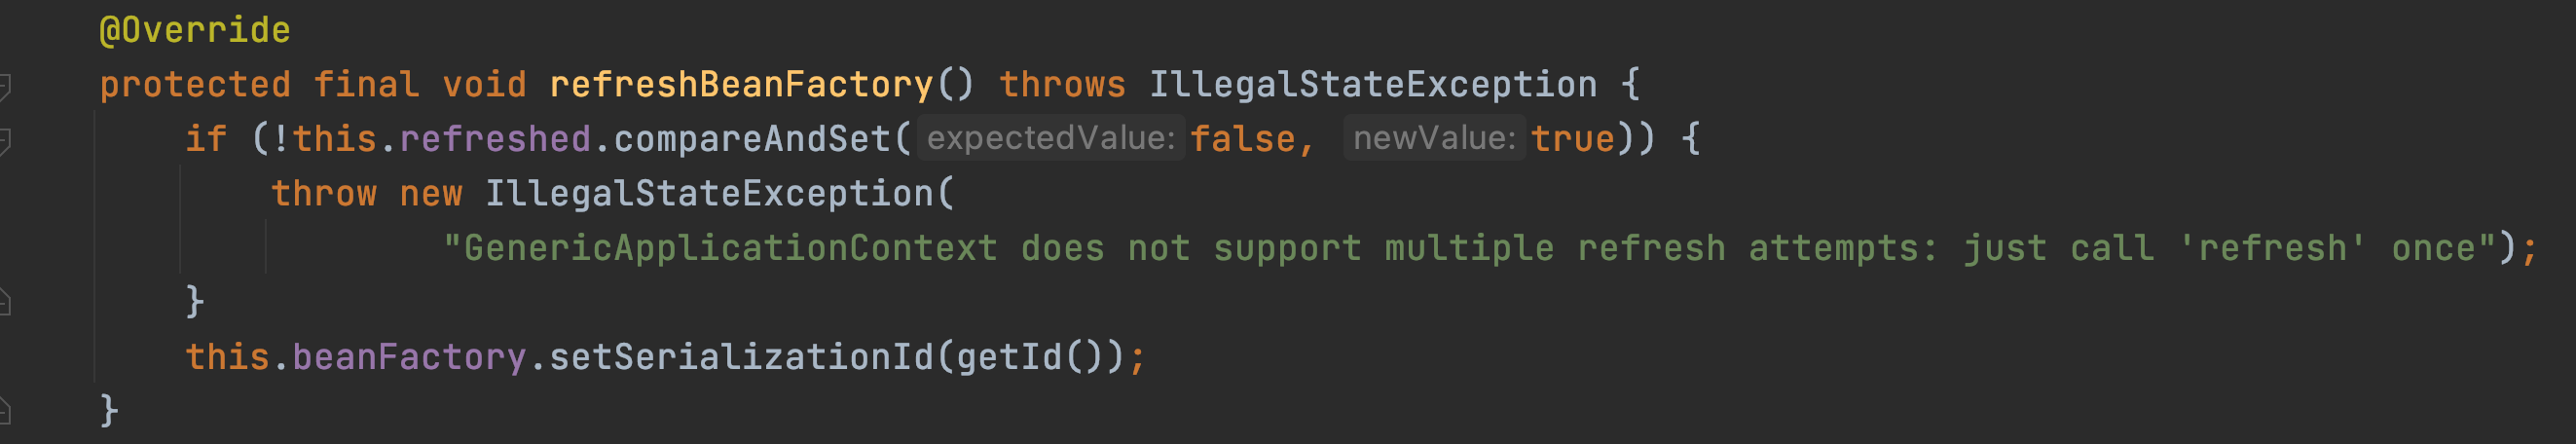 @Override
protected final void refreshBeanFactory() throws IllegalStateException {
if (!this.refreshed.compareAndSet( expectedValue: false, newValue: true)) {
throw new IllegalStateException(
"GenericApplicationContext does not support multiple refresh attempts: just call 'refresh' once");
}
this.beanFactory.setSerializationId(getId());
}